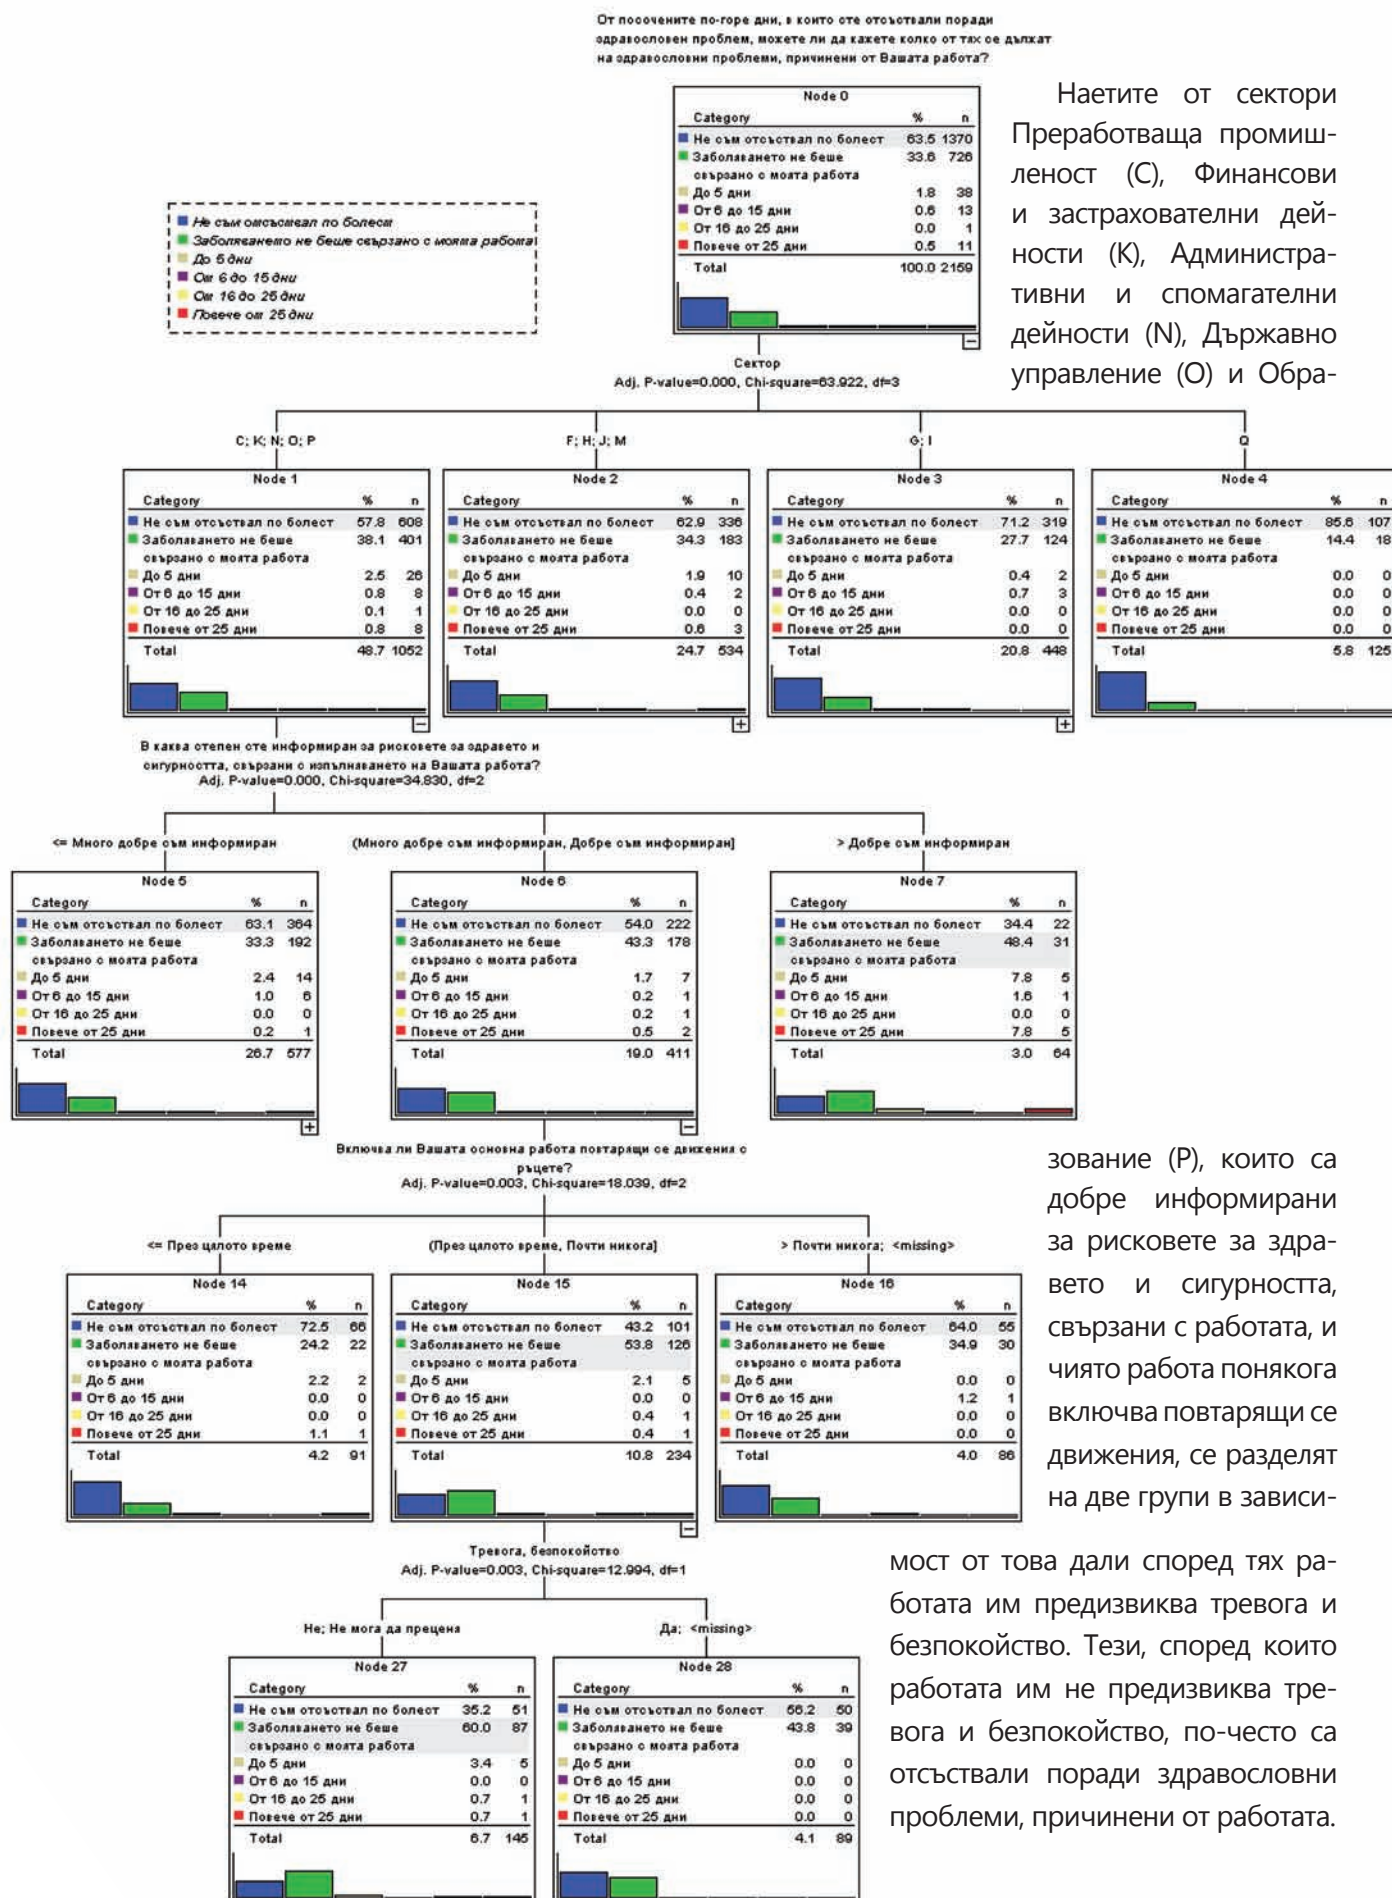 От посочените по-горе дни, в които сте отсъствали поради
здравословен проблем, можете ли да кажете колко от тях се дължат
на здравословни проблеми, причинени от Вашата работа?
Node 0
Category % n
Не съм отсъствал по болест 63.5 1370
Заболяването не беше 33.6 726
свързано с моята работа
До 5 дни 1.8 38
От 6 до 15 дни 0.6 13
От 16 до 25 дни 0.0 1
Повече от 25 дни 0.5 11
Total 100.0 2159
Не съм отсъствал по болест
Заболяването не беше свързано с моята работа
До 5 дни
От 6 до 15 дни
От 16 до 25 дни
Повече от 25 дни
Наетите от сектори
Преработваща промиш-
леност (C), Финансови
и застрахователни дей-
ности (K), Администра-
тивни и спомагателни
дейности (N), Държавно
управление (O) и Обра-
Сектор
Adj. P-value=0.000, Chi-square=63.922, df=3
C; K; N; O; P
F; H; J; M
G; I
Q
Node 1
Category % n
Не съм отсъствал по болест 57.8 608
Заболяването не беше 38.1 401
свързано с моята работа
До 5 дни 2.5 26
От 6 до 15 дни 0.8 8
От 16 до 25 дни 0.1 1
Повече от 25 дни 0.8 8
Total 48.7 1052
Node 2
Category % n
Не съм отсъствал по болест 62.9 336
Заболяването не беше 34.3 183
свързано с моята работа
До 5 дни 1.9 10
От 6 до 15 дни 0.4 2
От 16 до 25 дни 0.0 0
Повече от 25 дни 0.6 3
Total 24.7 534
Node 3
Category % n
Не съм отсъствал по болест 71.2 319
Заболяването не беше 27.7 124
свързано с моята работа
До 5 дни 0.4 2
От 6 до 15 дни 0.7 3
От 16 до 25 дни 0.0 0
Повече от 25 дни 0.0 0
Total 20.8 448
Node 4
Category % n
Не съм отсъствал по болест 85.6 107
Заболяването не беше 14.4 18
свързано с моята работа
До 5 дни 0.0 0
От 6 до 15 дни 0.0 0
От 16 до 25 дни 0.0 0
Повече от 25 дни 0.0 0
Total 5.8 125
В каква степен сте информиран за рисковете за здравето и
сигурността, свързани с изпълняването на Вашата работа?
Adj. P-value=0.000, Chi-square=34.830, df=2
<= Много добре съм информиран
(Много добре съм информиран, Добре съм информиран]
> Добре съм информиран
Node 5
Category % n
Не съм отсъствал по болест 63.1 364
Заболяването не беше 33.3 192
свързано с моята работа
До 5 дни 2.4 14
От 6 до 15 дни 1.0 6
От 16 до 25 дни 0.0 0
Повече от 25 дни 0.2 1
Total 26.7 577
Node 6
Category % n
Не съм отсъствал по болест 54.0 222
Заболяването не беше 43.3 178
свързано с моята работа
До 5 дни 1.7 7
От 6 до 15 дни 0.2 1
От 16 до 25 дни 0.2 1
Повече от 25 дни 0.5 2
Total 19.0 411
Node 7
Category % n
Не съм отсъствал по болест 34.4 22
Заболяването не беше 48.4 31
свързано с моята работа
До 5 дни 7.8 5
От 6 до 15 дни 1.6 1
От 16 до 25 дни 0.0 0
Повече от 25 дни 7.8 5
Total 3.0 64
Включва ли Вашата основна работа повтарящи се движения с
ръцете?
Adj. P-value=0.003, Chi-square=18.039, df=2
<= През цялото време
(През цялото време, Почти никога]
> Почти никога; <missing>
Node 14
Category % n
Не съм отсъствал по болест 72.5 66
Заболяването не беше 24.2 22
свързано с моята работа
До 5 дни 2.2 2
От 6 до 15 дни 0.0 0
От 16 до 25 дни 0.0 0
Повече от 25 дни 1.1 1
Total 4.2 91
Node 15
Category % n
Не съм отсъствал по болест 43.2 101
Заболяването не беше 53.8 126
свързано с моята работа
До 5 дни 2.1 5
От 6 до 15 дни 0.0 0
От 16 до 25 дни 0.4 1
Повече от 25 дни 0.4 1
Total 10.8 234
Node 16
Category % n
Не съм отсъствал по болест 64.0 55
Заболяването не беше 34.9 30
свързано с моята работа
До 5 дни 0.0 0
От 6 до 15 дни 1.2 1
От 16 до 25 дни 0.0 0
Повече от 25 дни 0.0 0
Total 4.0 86
зование (P), които са
добре информирани
за рисковете за здра-
вето и сигурността,
свързани с работата, и
чиято работа понякога
включва повтарящи се
движения, се разделят
на две групи в зависи-
Тревога, безпокойство
Adj. P-value=0.003, Chi-square=12.994, df=1
Не; Не мога да преценя
Да; <missing>
Node 27
Category % n
Не съм отсъствал по болест 35.2 51
Заболяването не беше 60.0 87
свързано с моята работа
До 5 дни 3.4 5
От 6 до 15 дни 0.0 0
От 16 до 25 дни 0.7 1
Повече от 25 дни 0.7 1
Total 6.7 145
Node 28
Category % n
Не съм отсъствал по болест 56.2 50
Заболяването не беше 43.8 39
свързано с моята работа
До 5 дни 0.0 0
От 6 до 15 дни 0.0 0
От 16 до 25 дни 0.0 0
Повече от 25 дни 0.0 0
Total 4.1 89
мост от това дали според тях ра-
ботата им предизвиква тревога и
безпокойство. Тези, според които
работата им не предизвиква тре-
вога и безпокойство, по-често са
отсъствали поради здравословни
проблеми, причинени от работата.